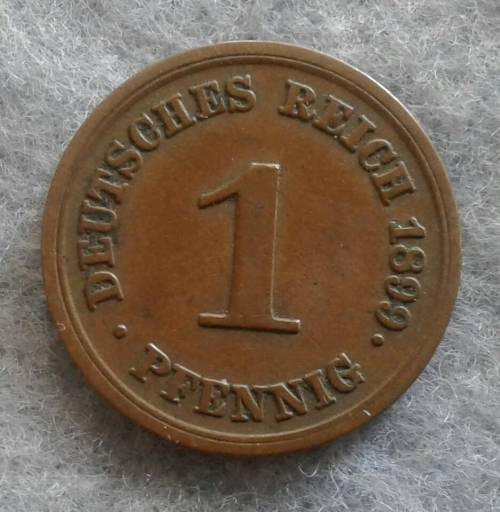 DEUTSCHES REICH 1899
1
PFENNIG